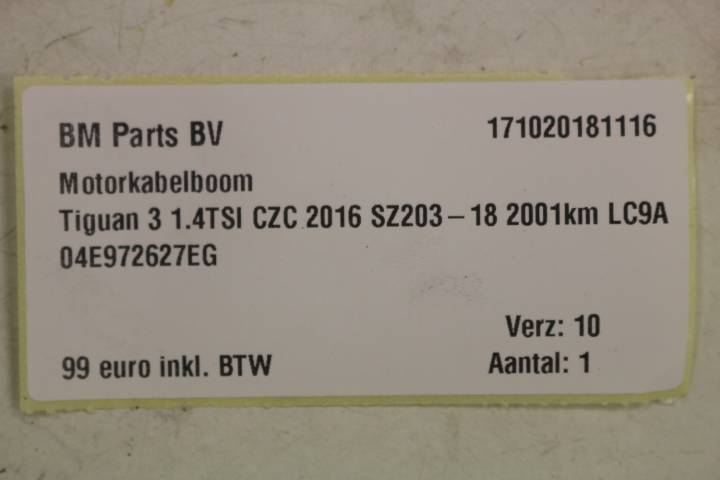 BM Parts BV 171020181116
Motorkabelboom
Tiguan 3 1.4TSI CZC 2016 SZ203-18 2001km LC9A
04E972627EG
Verz: 10
99 euro inkl. BTW Aantal: 1